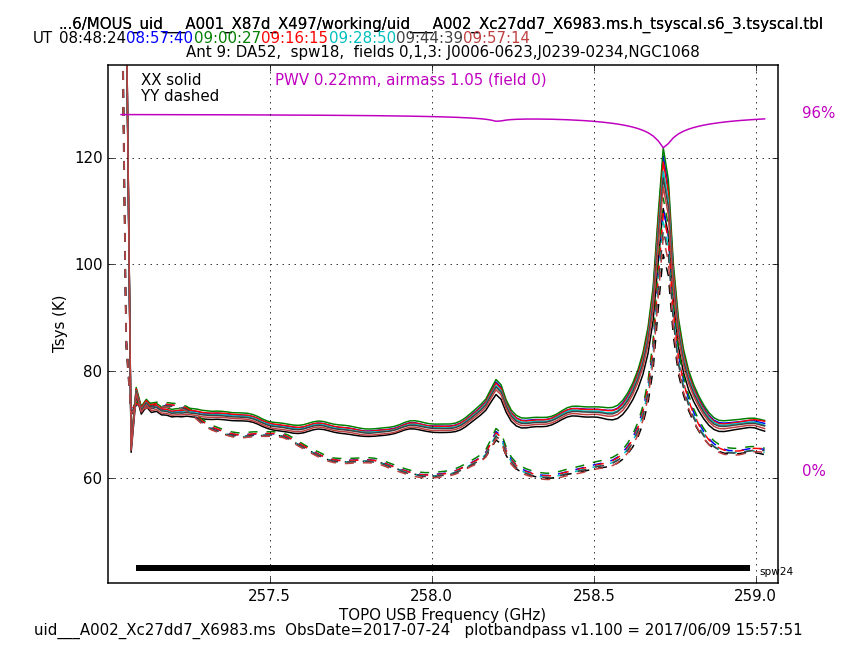 ...6/MOUS_uid___A001_X87d_X497/working/uid___A002_Xc27dd7_X6983.ms.h_tsyscal.s6_3.tsyscal.tbl
UT 08:48:24 08:57:40 09:00:27 09:16:15 09:28:50 09:44:39 09:57:14
Ant 9: DA52, spw18, fields 0,1,3: J0006-0623,J0239-0234,NGC1068
XX solid
PWV 0.22mm, airmass 1.05 (field 0)
YY dashed
96%
120
100
Tsys (K)
80
60
0%
spw24
257.5 258.0 258.5 259.0
TOPO USB Frequency (GHz)
uid___A002_Xc27dd7_X6983.ms ObsDate=2017-07-24 plotbandpass v1.100 = 2017/06/09 15:57:51